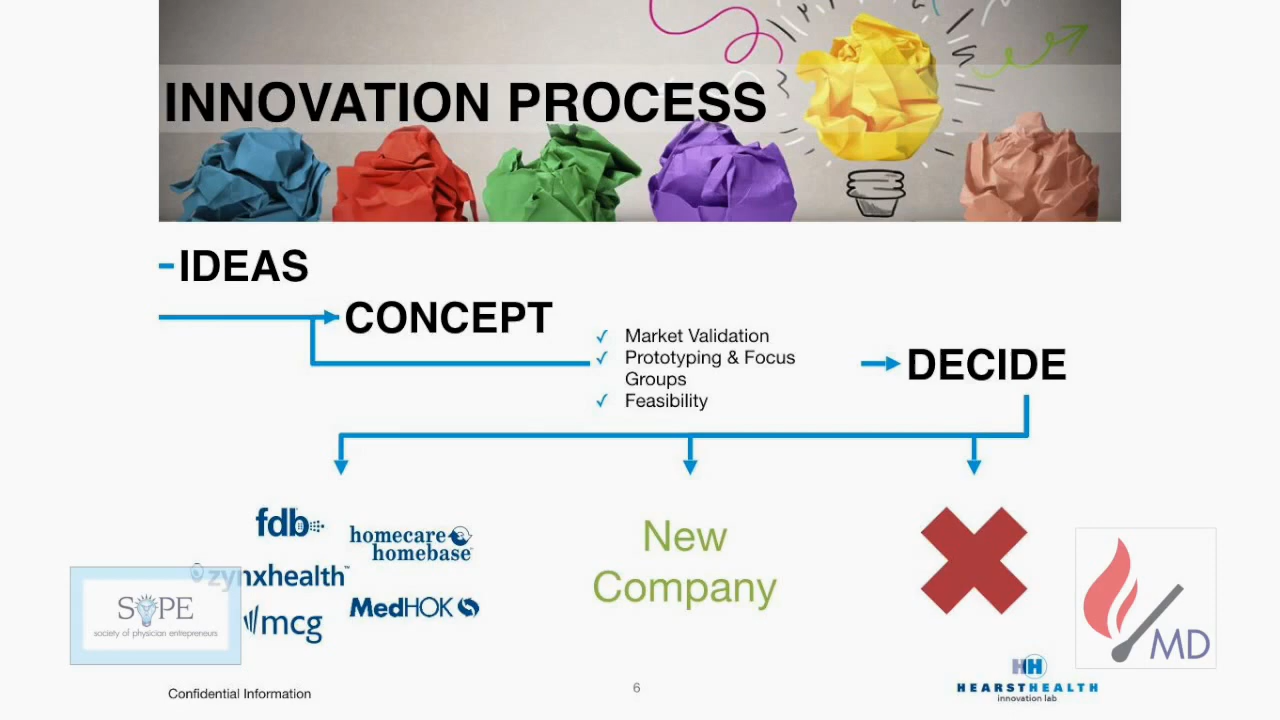 INNOVATION PROCESS
IDEAS
CONCEPT
✓ Market Validation
✓ Prototyping & Focus
Groups
✓ Feasibility
DECIDE
fdb
homecare
homebase
zynxhealth™
mcg
MedHOK
New
Company
SOPE
society of physician entrepreneurs
MD
Confidential Information
6
HH
HEARSTHEALTH
innovation lab